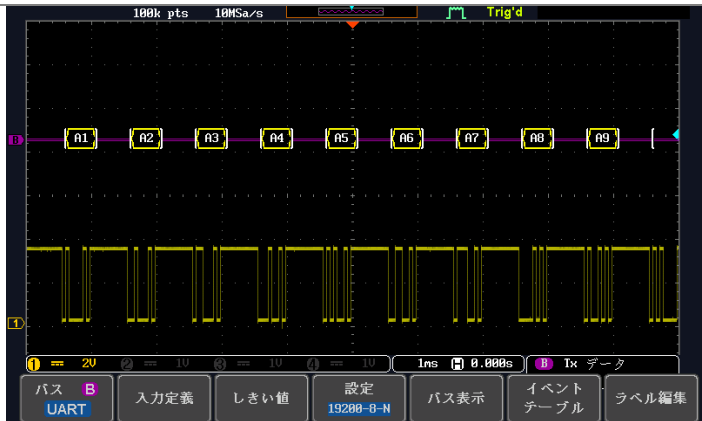 100k pts 10MSa/s Trig'd
B A1 A2 A3 A4 A5 A6 A7 A8 A9
1
1 2V 2 1V 3 1V 4 1V 1ms H 0.000s B Tx データ
バス B 入力定義 しきい値 設定 バス表示 イベント ラベル編集
UART 19200-8-N テーブル